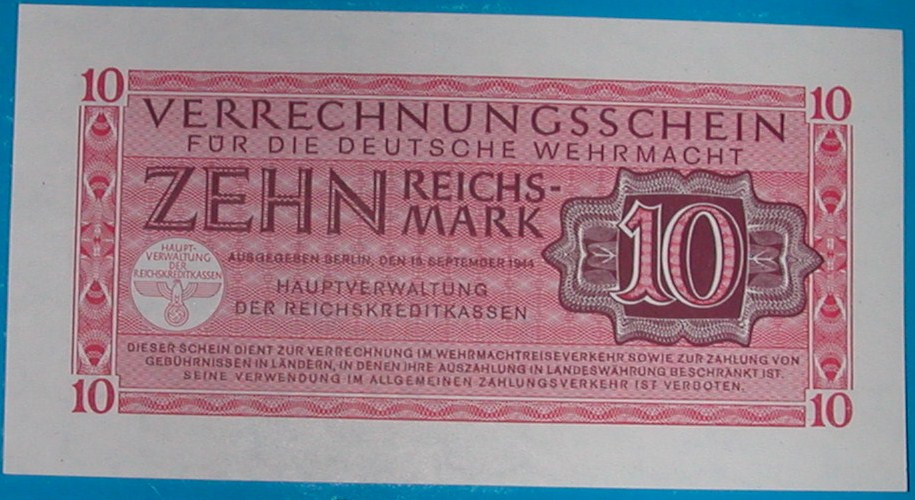 10
10
VERRECHNUNGSSCHEIN
FÜR DIE DEUTSCHE WEHRMACHT
ZEHN REICHS-
MARK
10
HAUPT-
VERWALTUNG
DER
REICHSKREDITKASSEN
AUSGEGEBEN BERLIN, DEN 15. SEPTEMBER 1944
HAUPTVERWALTUNG
DER REICHSKREDITKASSEN
DIESER SCHEIN DIENT ZUR VERRECHNUNG IM WEHRMACHTREISEVERKEHR SOWIE ZUR ZAHLUNG VON
GEBÜHRNISSEN IN LÄNDERN, IN DENEN IHRE AUSZAHLUNG IN LANDESWÄHRUNG BESCHRÄNKT IST.
SEINE VERWENDUNG IM ALLGEMEINEN ZAHLUNGSVERKEHR IST VERBOTEN.
10
10